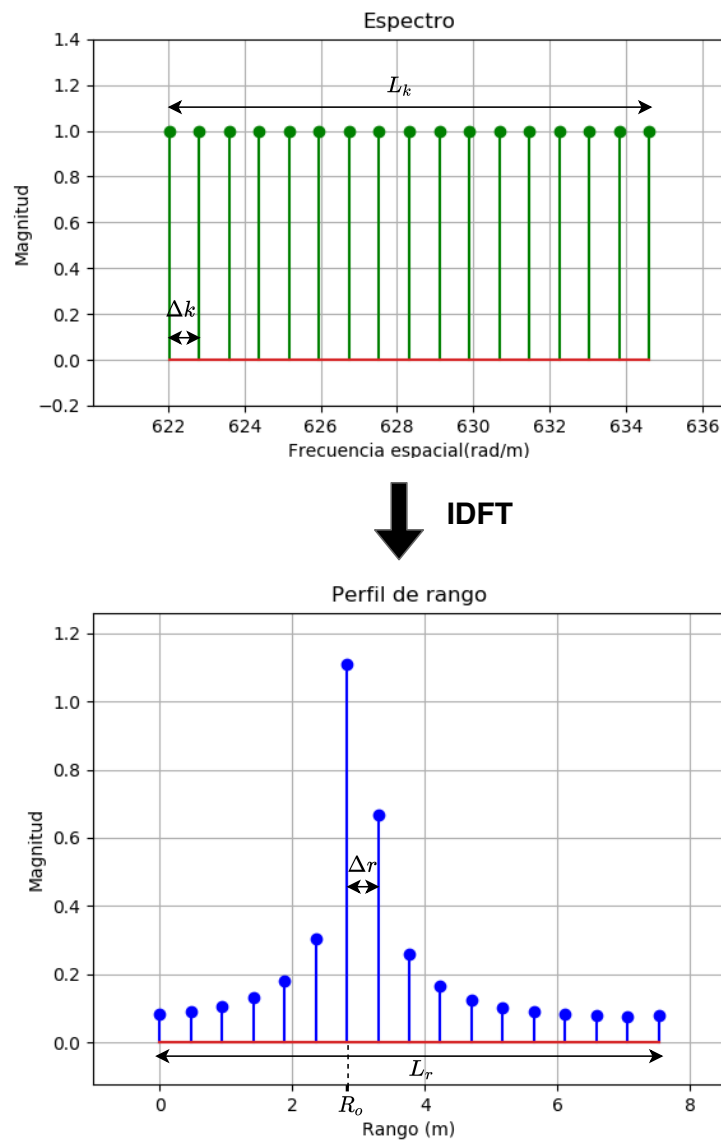 Espectro
1.4
1.2
1.0
0.8
0.6
0.4
0.2
0.0
−0.2
Magnitud
L_k
Δk
622 624 626 628 630 632 634 636
Frecuencia espacial(rad/m)
IDFT
Perfil de rango
1.2
1.0
0.8
0.6
0.4
0.2
0.0
Magnitud
Δr
L_r
0 2 4 6 8
R_o
Rango (m)